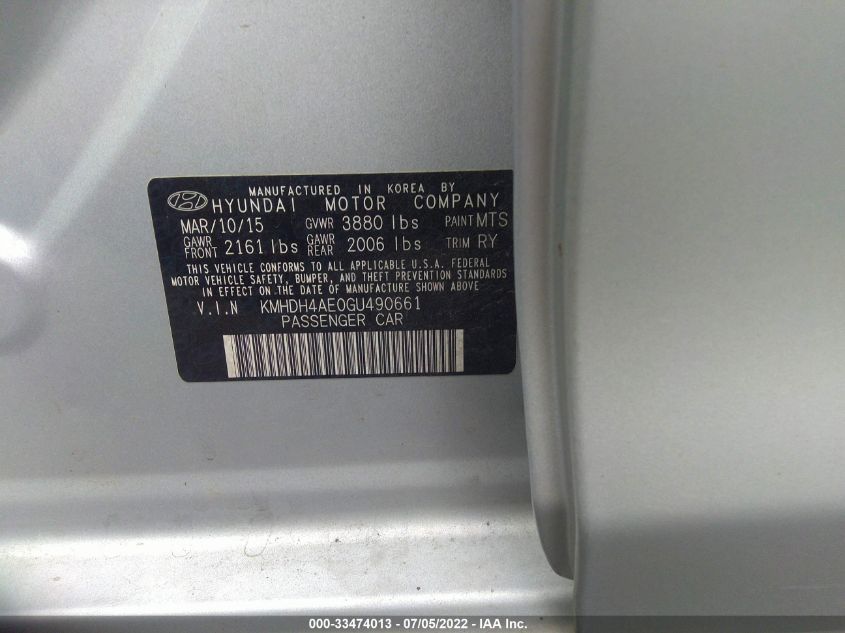 MANUFACTURED IN KOREA BY
HYUNDAI MOTOR COMPANY
MAR/10/15 GVWR 3880 lbs PAINT MTS
GAWR FRONT 2161 lbs GAWR REAR 2006 lbs TRIM RY
THIS VEHICLE CONFORMS TO ALL APPLICABLE U.S.A. FEDERAL
MOTOR VEHICLE SAFETY, BUMPER, AND THEFT PREVENTION STANDARDS
IN EFFECT ON THE DATE OF MANUFACTURE SHOWN ABOVE
V.I.N KMHDH4AE0GU490661
PASSENGER CAR
000-33474013 - 07/05/2022 - IAA Inc.